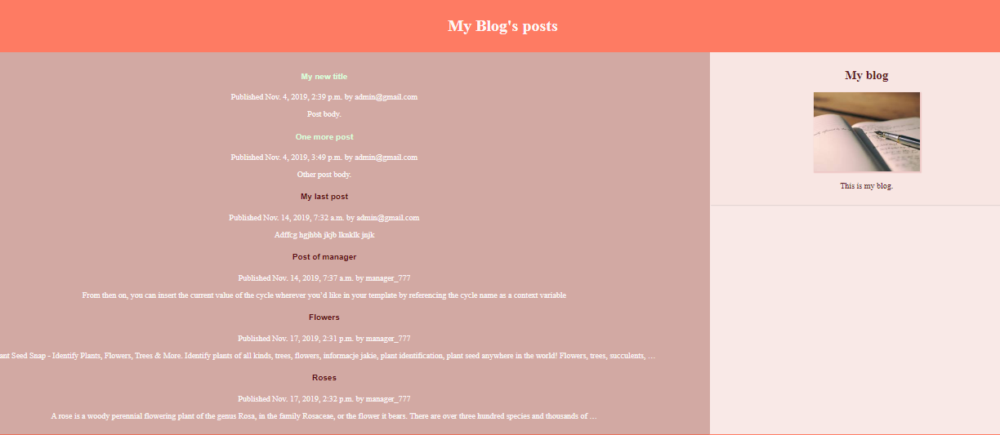 My Blog's posts
My new title
Published Nov. 4, 2019, 2:39 p.m. by admin@gmail.com
Post body.
One more post
Published Nov. 4, 2019, 3:49 p.m. by admin@gmail.com
Other post body.
My last post
Published Nov. 14, 2019, 7:32 a.m. by admin@gmail.com
Adffcg hgjhbh jkjb lknklk jnjk
Post of manager
Published Nov. 14, 2019, 7:37 a.m. by manager_777
From then on, you can insert the current value of the cycle wherever you’d like in your template by referencing the cycle name as a context variable
Flowers
Published Nov. 17, 2019, 2:31 p.m. by manager_777
ant Seed Snap - Identify Plants, Flowers, Trees & More. Identify plants of all kinds, trees, flowers, informacje jakie, plant identification, plant seed anywhere in the world! Flowers, trees, succulents, …
Roses
Published Nov. 17, 2019, 2:32 p.m. by manager_777
A rose is a woody perennial flowering plant of the genus Rosa, in the family Rosaceae, or the flower it bears. There are over three hundred species and thousands of …
My blog
This is my blog.